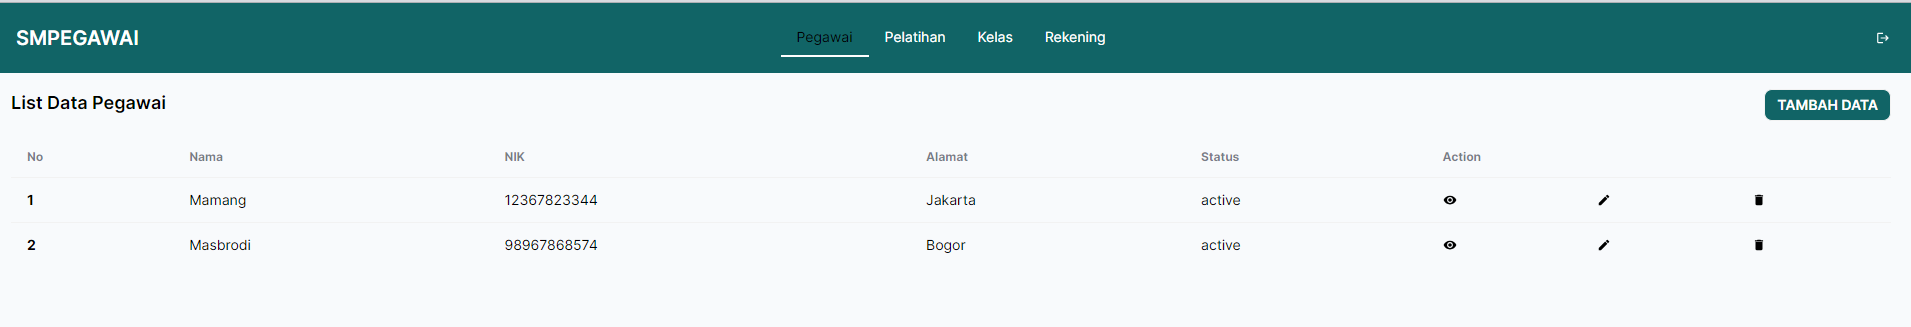 SMPEGAWAI Pegawai Pelatihan Kelas Rekening
List Data Pegawai TAMBAH DATA
No Nama NIK Alamat Status Action
1 Mamang 12367823344 Jakarta active
2 Masbrodi 98967868574 Bogor active